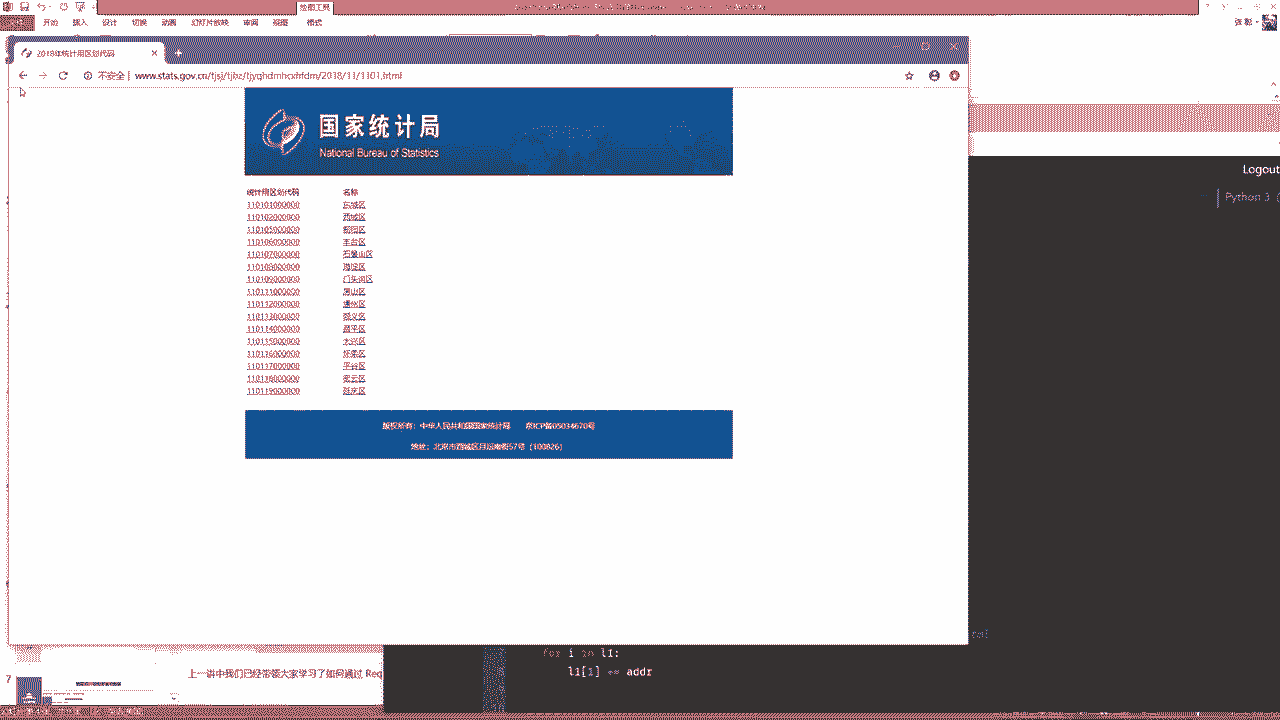 绘图工具
开始 插入 设计 切换 动画 幻灯片放映 审阅 视图 格式
2018年统计用区划代码
不安全 | www.stats.gov.cn/tjsj/tjbz/tjyqhdmhcxhfdm/2018/11/1101.html
国家统计局
National Bureau of Statistics
统计用区划代码 名称
110101000000 东城区
110102000000 西城区
110105000000 朝阳区
110106000000 丰台区
110107000000 石景山区
110108000000 海淀区
110109000000 门头沟区
110111000000 房山区
110112000000 通州区
110113000000 顺义区
110114000000 昌平区
110115000000 大兴区
110116000000 怀柔区
110117000000 平谷区
110118000000 密云区
110119000000 延庆区
版权所有：中华人民共和国国家统计局 京ICP备05034670号
地址：北京市西城区月坛南街57号（100826）
Logout
Python 3
for i in l1:
上一讲中我们已经带领大家学习了如何通过 Req
l1[i] += addr
7